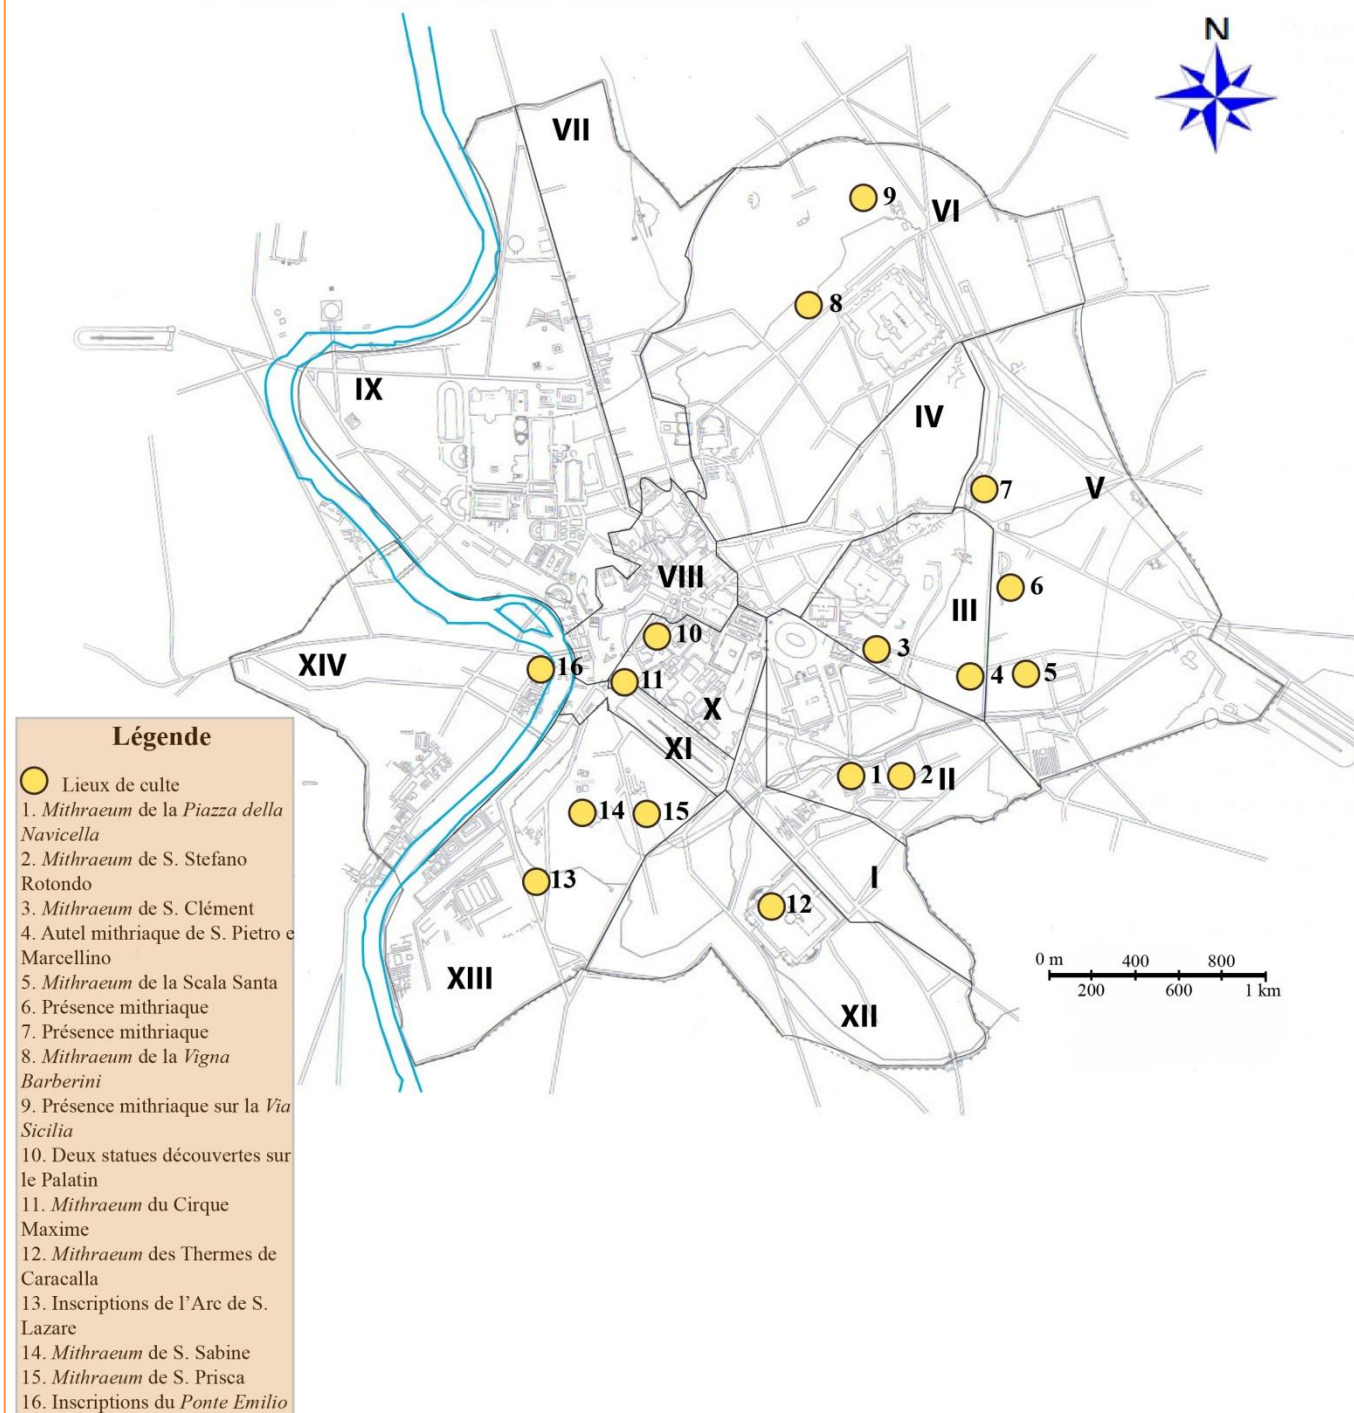 N
VII
9
VI
8
IX
IV
7
V
VIII
6
III
10
3
XIV
16
11
4
5
X
XI
1
2
II
14
15
I
13
12
XIII
XII
0 m 400 800
200 600 1 km
Légende
Lieux de culte
1. Mithraeum de la Piazza della
Navicella
2. Mithraeum de S. Stefano
Rotondo
3. Mithraeum de S. Clément
4. Autel mithriaque de S. Pietro e
Marcellino
5. Mithraeum de la Scala Santa
6. Présence mithriaque
7. Présence mithriaque
8. Mithraeum de la Vigna
Barberini
9. Présence mithriaque sur la Via
Sicilia
10. Deux statues découvertes sur
le Palatin
11. Mithraeum du Cirque
Maxime
12. Mithraeum des Thermes de
Caracalla
13. Inscriptions de l'Arc de S.
Lazare
14. Mithraeum de S. Sabine
15. Mithraeum de S. Prisca
16. Inscriptions du Ponte Emilio